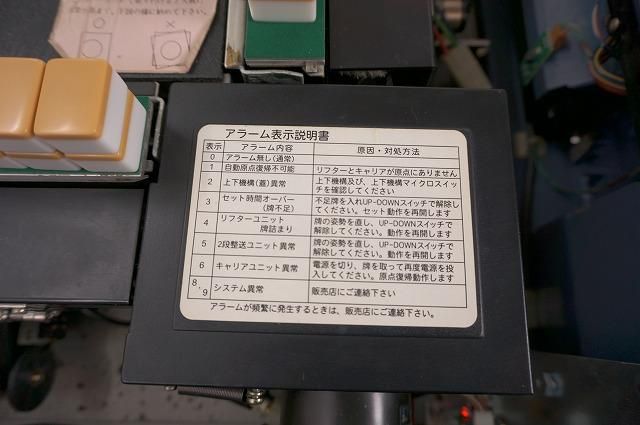 アラーム表示説明書
表示 アラーム内容 原因・対処方法
0 アラーム無し(通常)
1 自動原点復帰不可能 リフターとキャリアが原点にありません
2 上下機構(蓋)異常 上下機構及び、上下機構マイクロスイッ
チを確認してください
3 セット時間オーバー 不足牌を入れUP-DOWNスイッチで解除し
(牌不足) てください。セット動作を再開します
4 リフターユニット 牌の姿勢を直し、UP-DOWNスイッチで
牌詰まり 解除してください。動作を再開します
5 2段整送ユニット異常 牌の姿勢を直し、UP-DOWNスイッチで
解除してください。動作を再開します
6 キャリアユニット異常 電源を切り、牌を取って再度電源を投
入してください。原点復帰動作します
8、9 システム異常 販売店にご連絡下さい
アラームが頻繁に発生するときは、販売店にご連絡下さい。